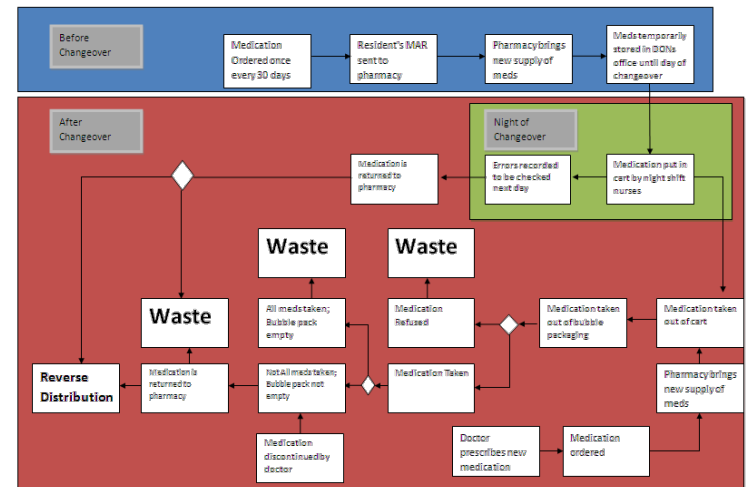 Before
Changeover
Medication
Ordered once
every 30 days
Resident's MAR
sent to
pharmacy
Pharmacy brings
new supply of
meds
Meds temporarily
stored in DONs
office until day of
changeover
After
Changeover
Night of
Changeover
Medication is
returned to
pharmacy
Errors recorded
to be checked
next day
Medication put in
cart by night shift
nurses
Waste
Waste
Waste
All meds taken;
Bubble pack
empty
Medication
Refused
Medication taken
out of bubble
packaging
Medication taken
out of cart
Reverse
Distribution
Medication is
returned to
pharmacy
Not All meds taken;
Bubble pack not
empty
Medication Taken
Pharmacy brings
new supply of
meds
Medication
discontinued by
doctor
Doctor
prescribes new
medication
Medication
ordered